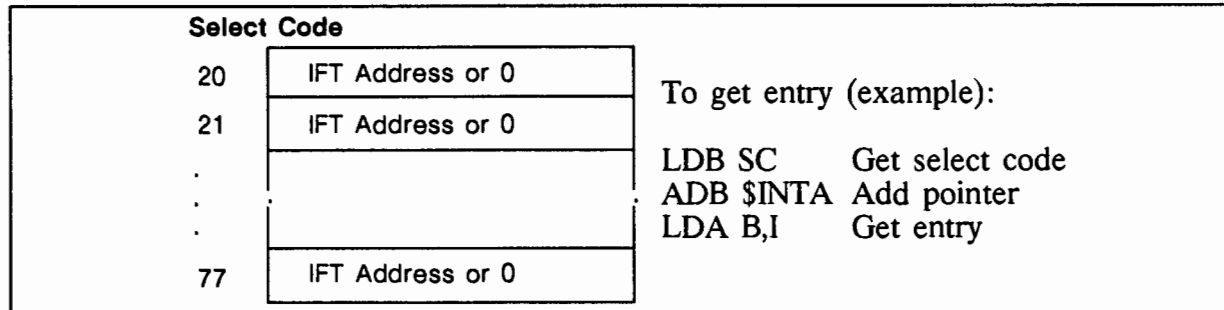 Select Code
20 IFT Address or 0
21 IFT Address or 0
.
.
.
77 IFT Address or 0
To get entry (example):
LDB SC Get select code
ADB $INTA Add pointer
LDA B,I Get entry